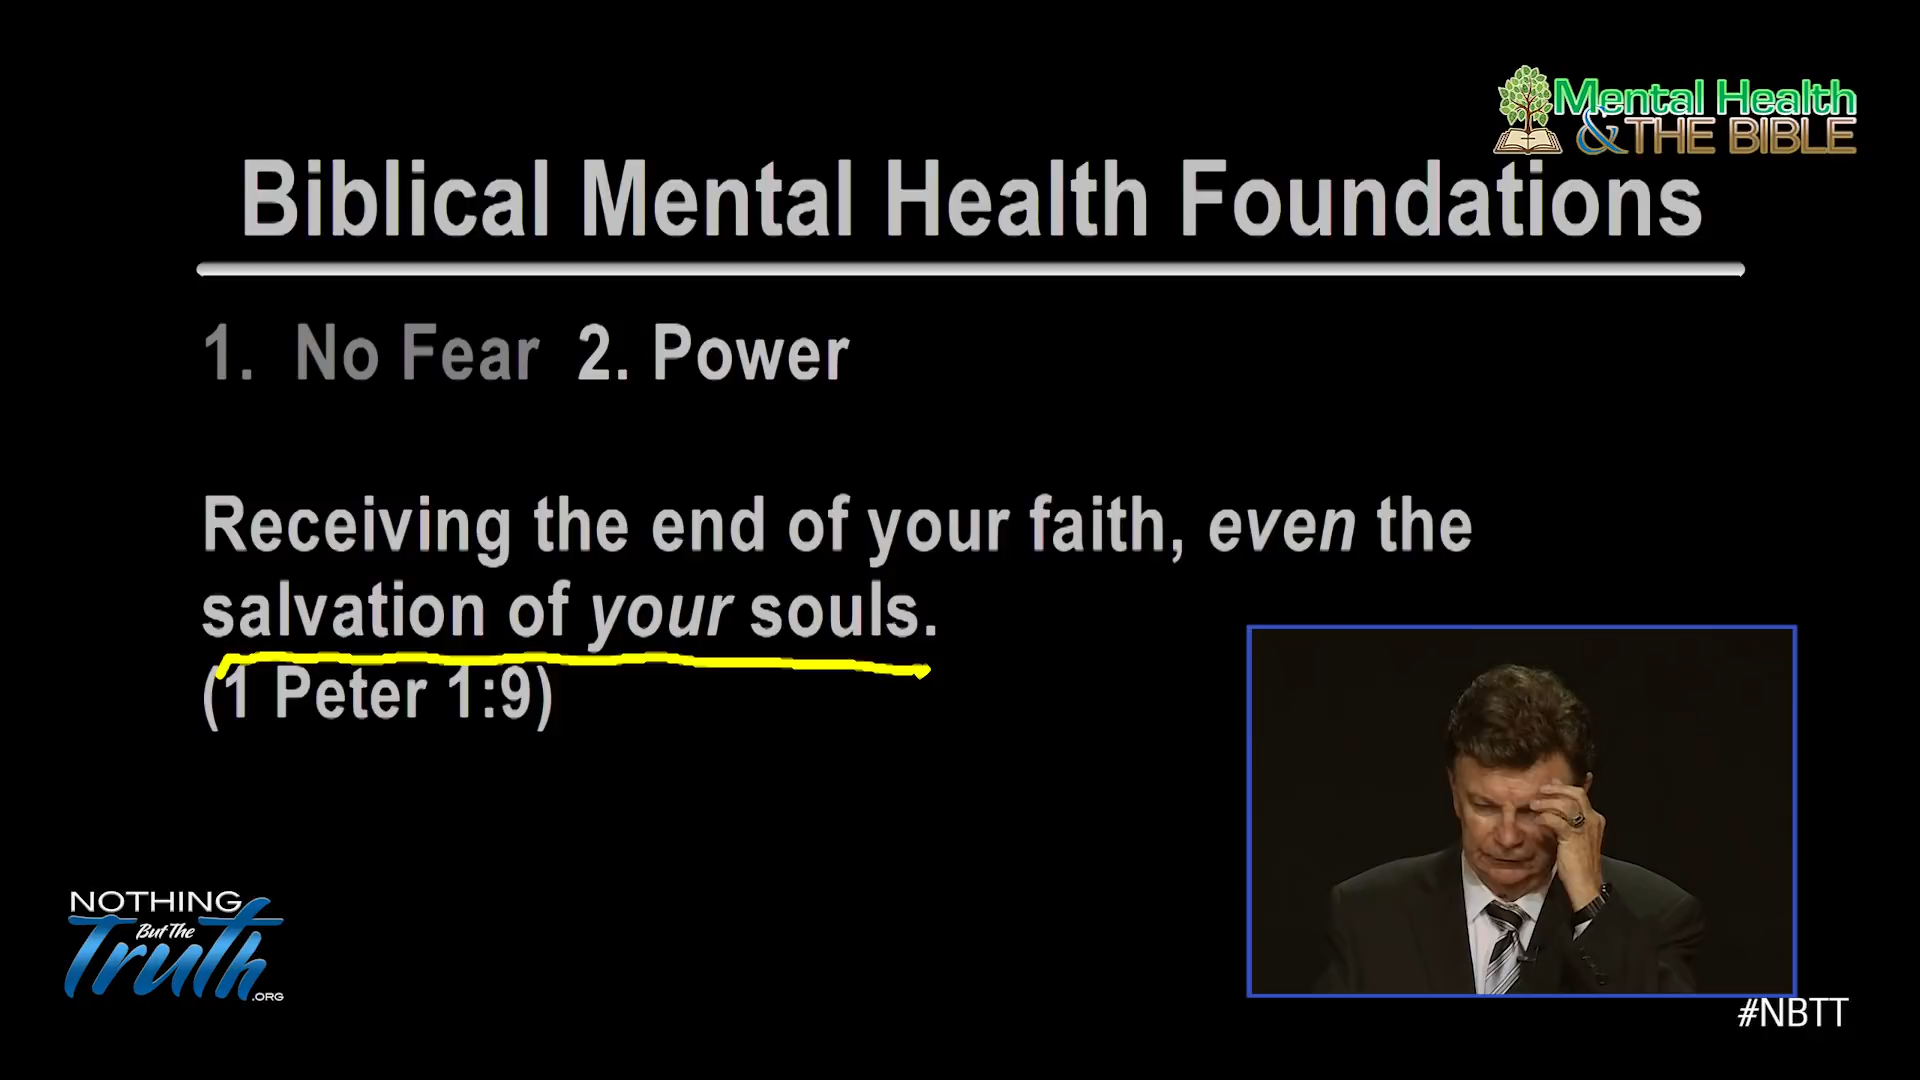 Mental Health
& THE BIBLE
Biblical Mental Health Foundations
1. No Fear 2. Power
Receiving the end of your faith, even the
salvation of your souls.
(1 Peter 1:9)
NOTHING
But The
Truth
.ORG
#NBTT